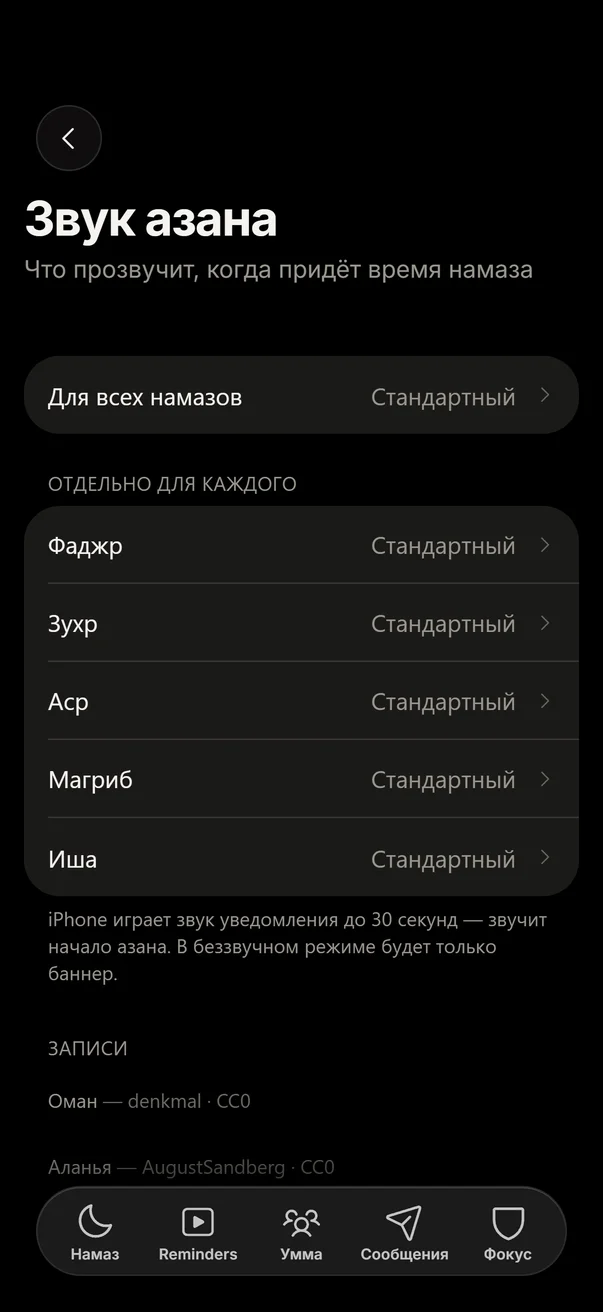 Звук азана
Что прозвучит, когда придёт время намаза
Для всех намазов Стандартный
ОТДЕЛЬНО ДЛЯ КАЖДОГО
Фаджр Стандартный
Зухр Стандартный
Аср Стандартный
Магриб Стандартный
Иша Стандартный
iPhone играет звук уведомления до 30 секунд — звучит
начало азана. В беззвучном режиме будет только
баннер.
ЗАПИСИ
Оман — denkmal · CC0
Аланья — AugustSandberg · CC0
Намаз Reminders Умма Сообщения Фокус